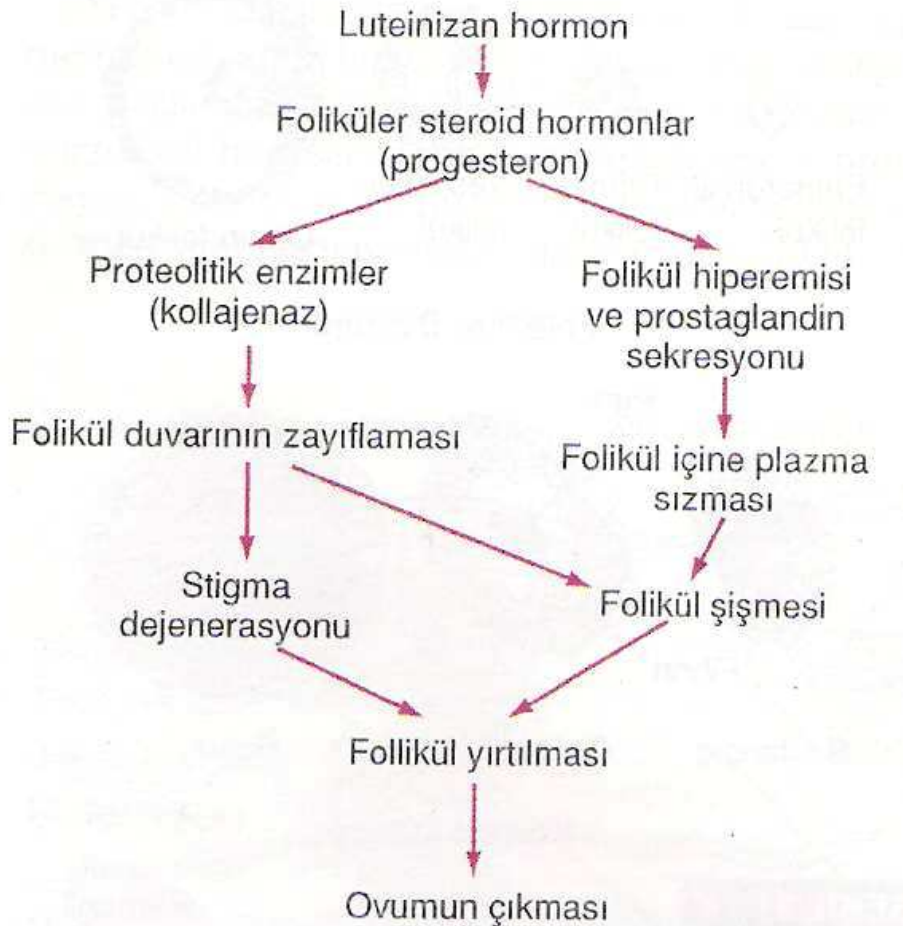 Luteinizan hormon
Foliküler steroid hormonlar
(progesteron)
Proteolitik enzimler
(kollajenaz)
Folikül hiperemisi
ve prostaglandin
sekresyonu
Folikül duvarının zayıflaması
Folikül içine plazma
sızması
Stigma
dejenerasyonu
Folikül şişmesi
Follikül yırtılması
Ovumun çıkması